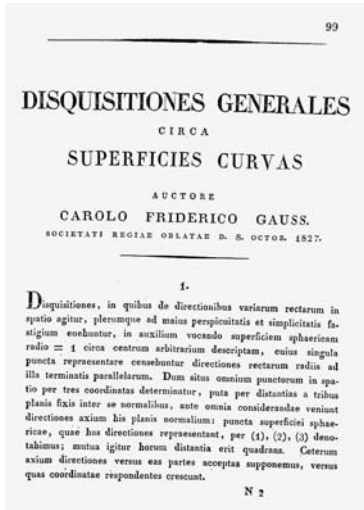 99
DISQUISITIONES GENERALES
CIRCA
SUPERFICIES CURVAS
AUCTORE
CAROLO FRIDERICO GAUSS.
SOCIETATI REGIAE OBLATAE D. 8. OCTOB. 1827.
1.
Disquisitiones, in quibus de directionibus variarum rectarum in
spatio agitur, plerumque ad maius perspicuitatis et simplicitatis fa-
stigium euehuntur, in auxilium vocando superficiem sphaericam
radio = 1 circa centrum arbitrarium descriptam, cuius singula
puncta repraesentare censebuntur directiones rectarum radiis ad
illa terminatis parallelarum. Dum situs omnium punctorum in spa-
tio per tres coordinatas determinatur, puta per distantias a tribus
planis fixis inter se normalibus, ante omnia considerandae veniunt
directiones axium his planis normalium: puncta superficiei sphae-
ricae, quae has directiones repraesentant, per (1), (2), (3) deno-
tabimus; mutua igitur horum distantia erit quadrans. Ceterum
axium directiones versus eas partes acceptas supponemus, versus
quas coordinatae respondentes crescunt.
N 2